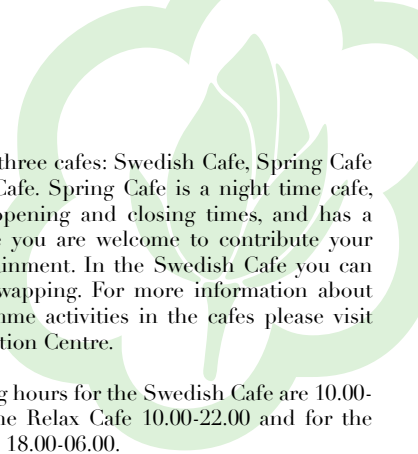 three cafes: Swedish Cafe, Spring Cafe
Cafe. Spring Cafe is a night time cafe,
opening and closing times, and has a
you are welcome to contribute your
ainment. In the Swedish Cafe you can
wapping. For more information about
mme activities in the cafes please visit
tion Centre.
g hours for the Swedish Cafe are 10.00-
ne Relax Cafe 10.00-22.00 and for the
18.00-06.00.